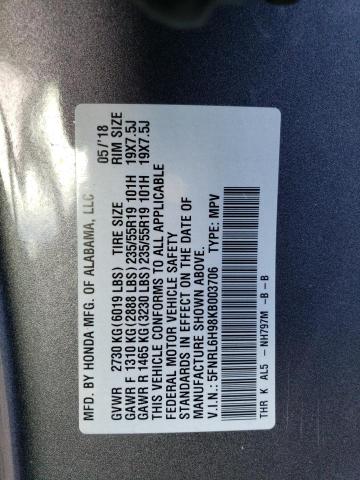 MFD. BY HONDA MFG. OF ALABAMA, LLC 05/'18
GVWR 2730 KG(6019 LBS) TIRE SIZE RIM SIZE
GAWR F 1310 KG(2888 LBS) 235/55R19 101H 19X7.5J
GAWR R 1465 KG(3230 LBS) 235/55R19 101H 19X7.5J
THIS VEHICLE CONFORMS TO ALL APPLICABLE
FEDERAL MOTOR VEHICLE SAFETY
STANDARDS IN EFFECT ON THE DATE OF
MANUFACTURE SHOWN ABOVE.
V.I.N.: 5FNRL6H98KB003706 TYPE: MPV
THR K AL5 - NH797M - B - B